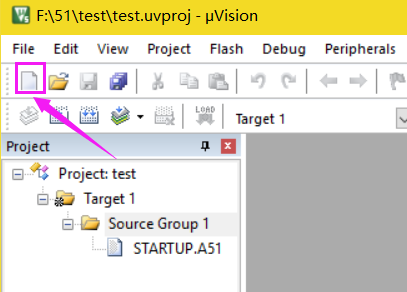 F:\51\test\test.uvproj - µVision
File Edit View Project Flash Debug Peripherals
LOAD Target 1
Project
Project: test
Target 1
Source Group 1
STARTUP.A51